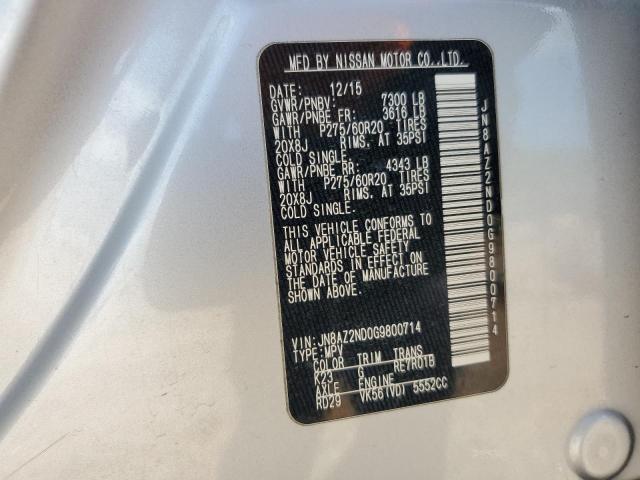 MFD BY NISSAN MOTOR CO.,LTD.
DATE: 12/15
GVWR/PNBV: 7300 LB
GAWR/PNBE FR: 3616 LB
WITH P275/60R20 TIRES
20X8J RIMS. AT 35PSI
COLD SINGLE.
GAWR/PNBE RR: 4343 LB
WITH P275/60R20 TIRES
20X8J RIMS. AT 35PSI
COLD SINGLE.
THIS VEHICLE CONFORMS TO
ALL APPLICABLE FEDERAL
MOTOR VEHICLE SAFETY
STANDARDS IN EFFECT ON
THE DATE OF MANUFACTURE
SHOWN ABOVE.
VIN: JN8AZ2ND0G9800714
TYPE: MPV
COLOR TRIM TRANS
K23 G RE7R01B
AXLE ENGINE
RD29 VK56(VD) 5552CC
JN8AZ2ND0G9800714